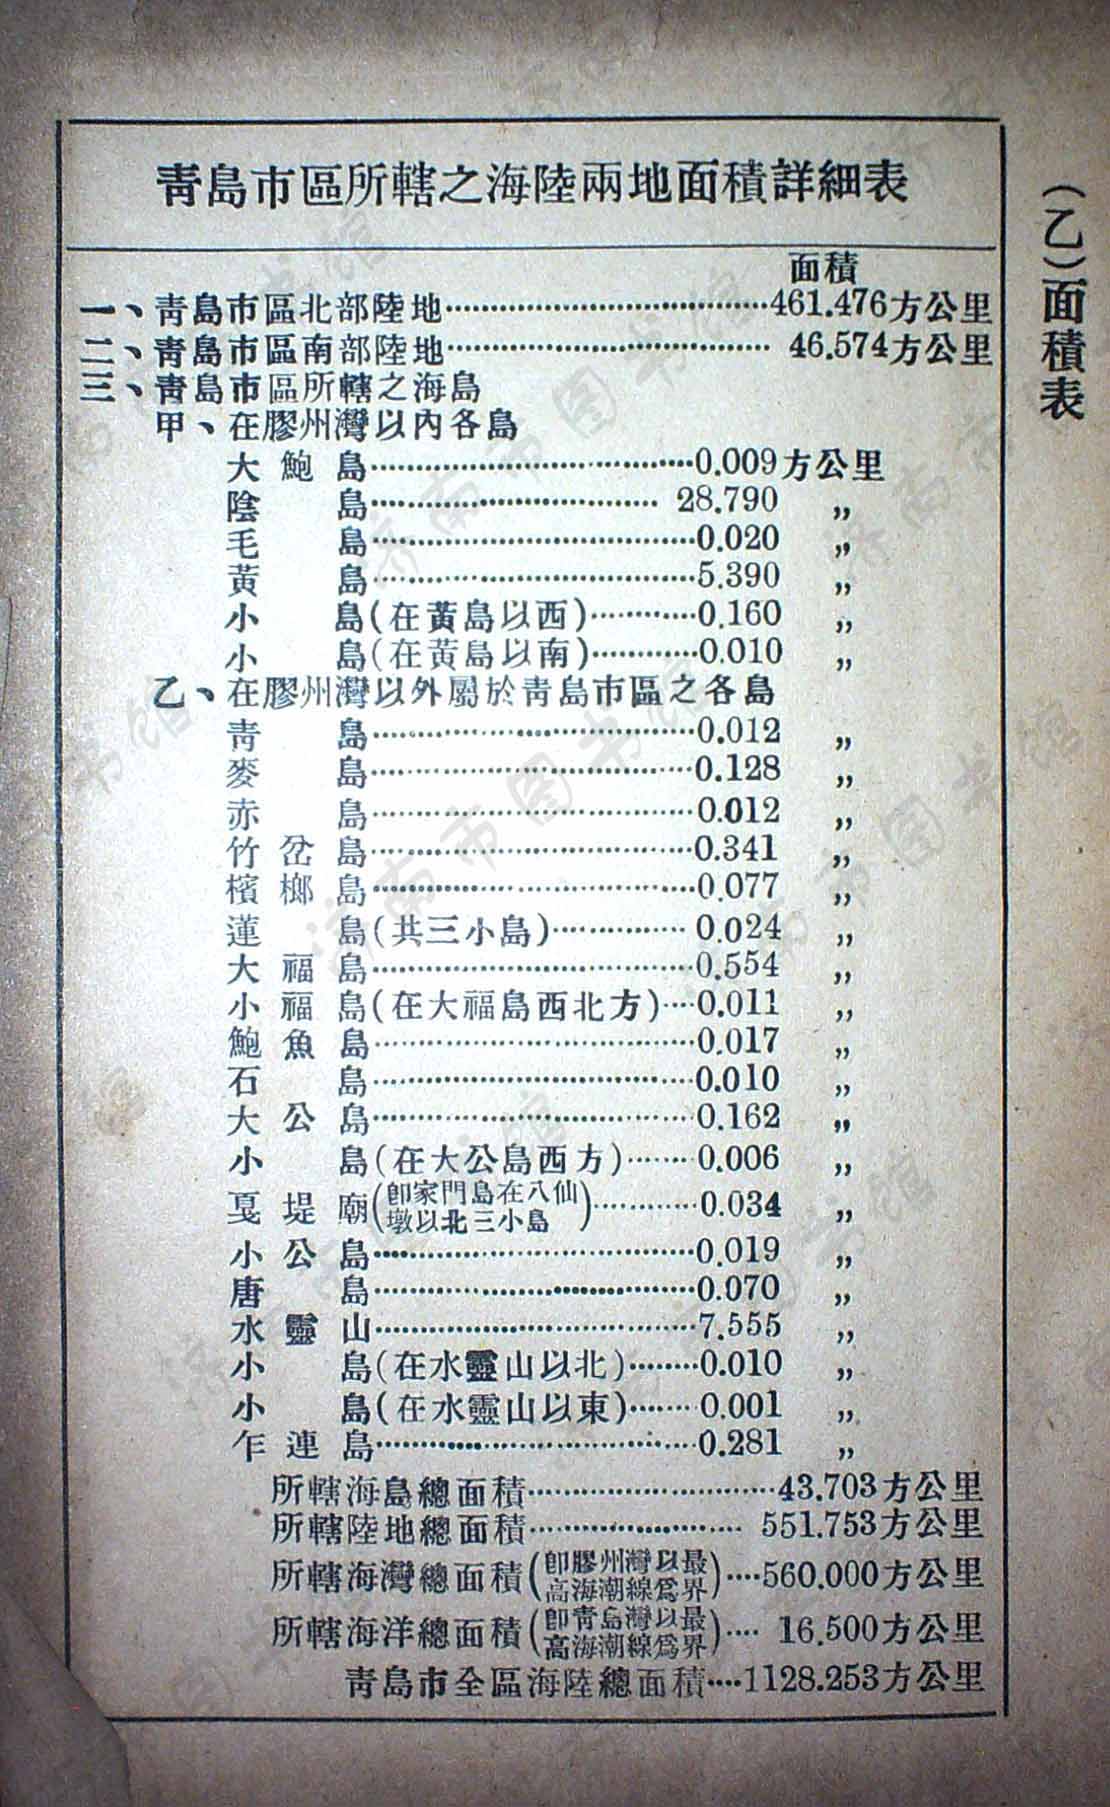 (乙)面積表
靑島市區所轄之海陸兩地面積詳細表
面積
一、靑島市區北部陸地……………………………461.476方公里
二、靑島市區南部陸地…………………………… 46.574方公里
三、靑島市區所轄之海島
甲、在膠州灣以內各島
大鮑島……………………………0.009方公里
陰島………………………… 28.790 〃
毛島……………………………0.020 〃
黃島……………………………5.390 〃
小島(在黃島以西)…………0.160 〃
小島(在黃島以南)…………0.010 〃
乙、在膠州灣以外屬於靑島市區之各島
靑島……………………………0.012 〃
麥島……………………………0.128 〃
赤島……………………………0.012 〃
竹岔島……………………………0.341 〃
檳榔島……………………………0.077 〃
蓮島(共三小島)…………… 0.024 〃
大福島……………………………0.554 〃
小福島(在大福島西北方)…0.011 〃
鮑魚島……………………………0.017 〃
石島……………………………0.010 〃
大公島……………………………0.162 〃
小島(在大公島西方)………0.006 〃
戛堤廟(卽家門島在八仙墩以北三小島)…………0.034 〃
小公島……………………………0.019 〃
唐島……………………………0.070 〃
水靈山……………………………7.555 〃
小島(在水靈山以北)………0.010 〃
小島(在水靈山以東)………0.001 〃
乍連島……………………………0.281 〃
所轄海島總面積………………………43.703方公里
所轄陸地總面積…………………… 551.753方公里
所轄海灣總面積(卽膠州灣以最高海潮線爲界)…560.000方公里
所轄海洋總面積(卽靑島灣以最高海潮線爲界)… 16.500方公里
靑島市全區海陸總面積…1128.253方公里
济南市图书馆